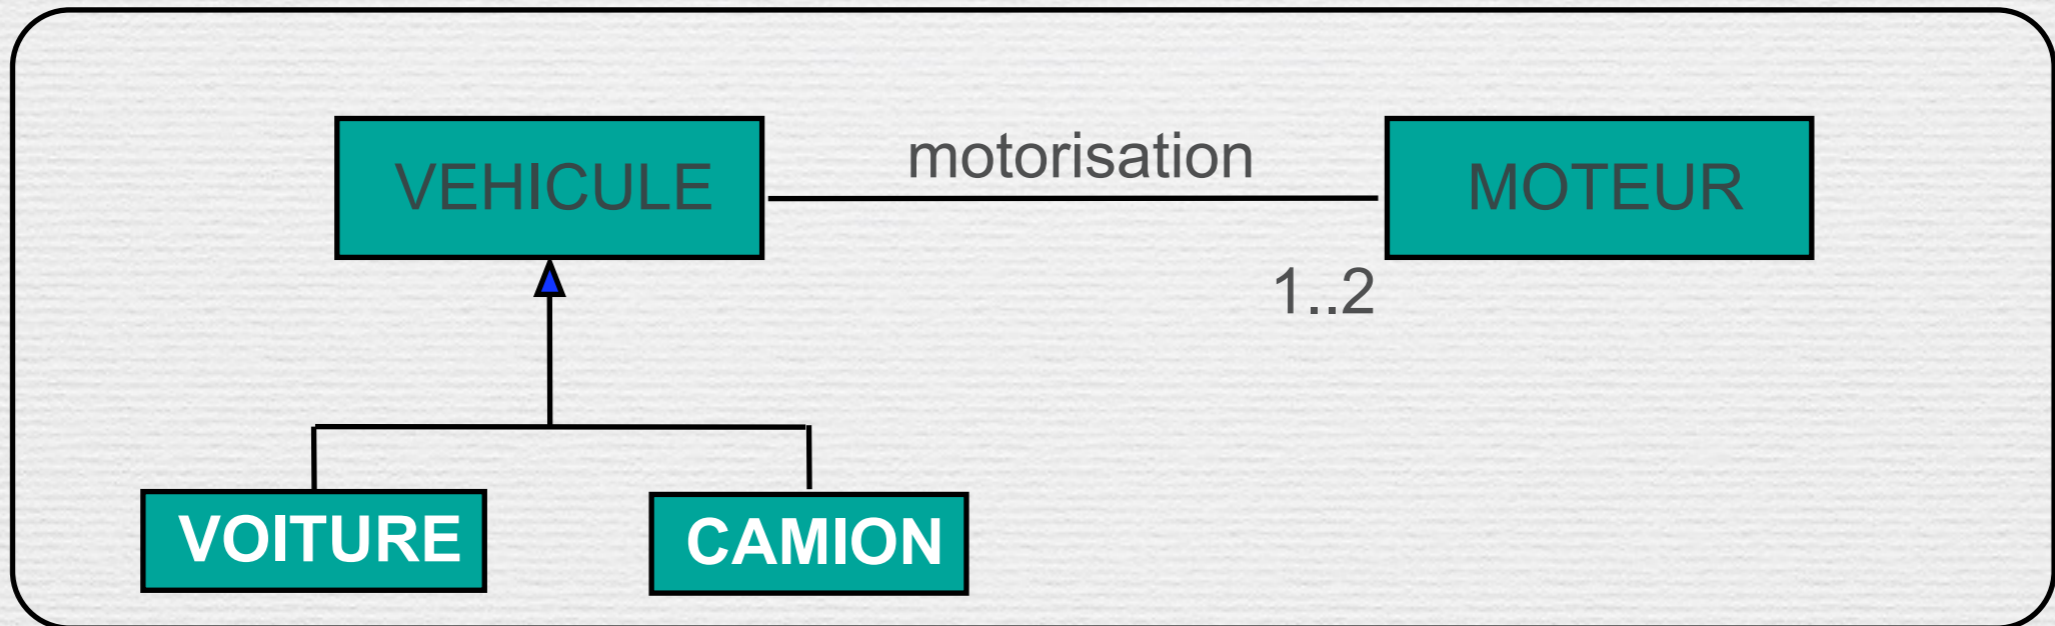 VEHICULE
motorisation
MOTEUR
1..2
VOITURE
CAMION